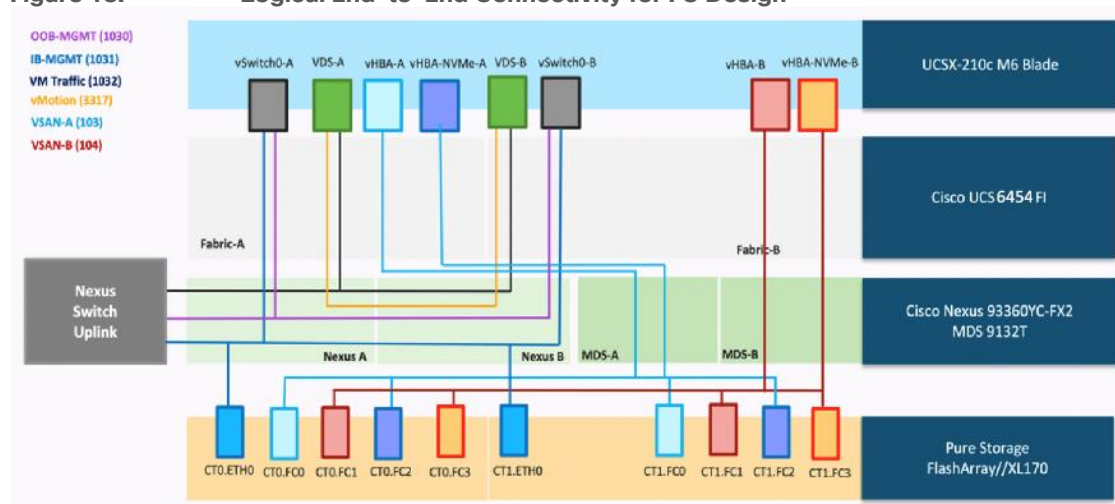 Figure 18. Logical End-to-End Connectivity for FC Design
OOB-MGMT (1030)
IB-MGMT (1031)
VM Traffic (1032)
vMotion (3317)
VSAN-A (103)
VSAN-B (104)
vSwitch0-A VDS-A vHBA-A vHBA-NVMe-A VDS-B vSwitch0-B vHBA-B vHBA-NVMe-B
UCSX-210c M6 Blade
Cisco UCS6454 FI
Fabric-A Fabric-B
Nexus
Switch
Uplink
Cisco Nexus 93360YC-FX2
MDS 9132T
Nexus A Nexus B MDS-A MDS-B
Pure Storage
FlashArray//XL170
CT0.ETH0 CT0.FC0 CT0.FC1 CT0.FC2 CT0.FC3 CT1.ETH0 CT1.FC0 CT1.FC1 CT1.FC2 CT1.FC3